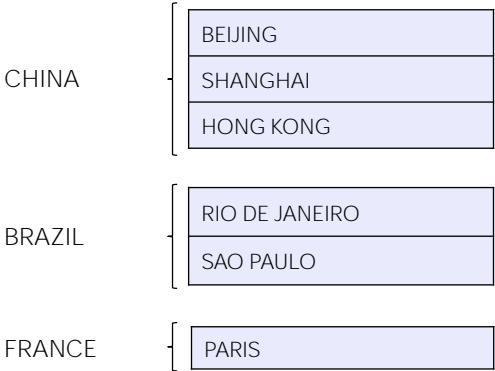 CHINA
BEIJING
SHANGHAI
HONG KONG
BRAZIL
RIO DE JANEIRO
SAO PAULO
FRANCE
PARIS